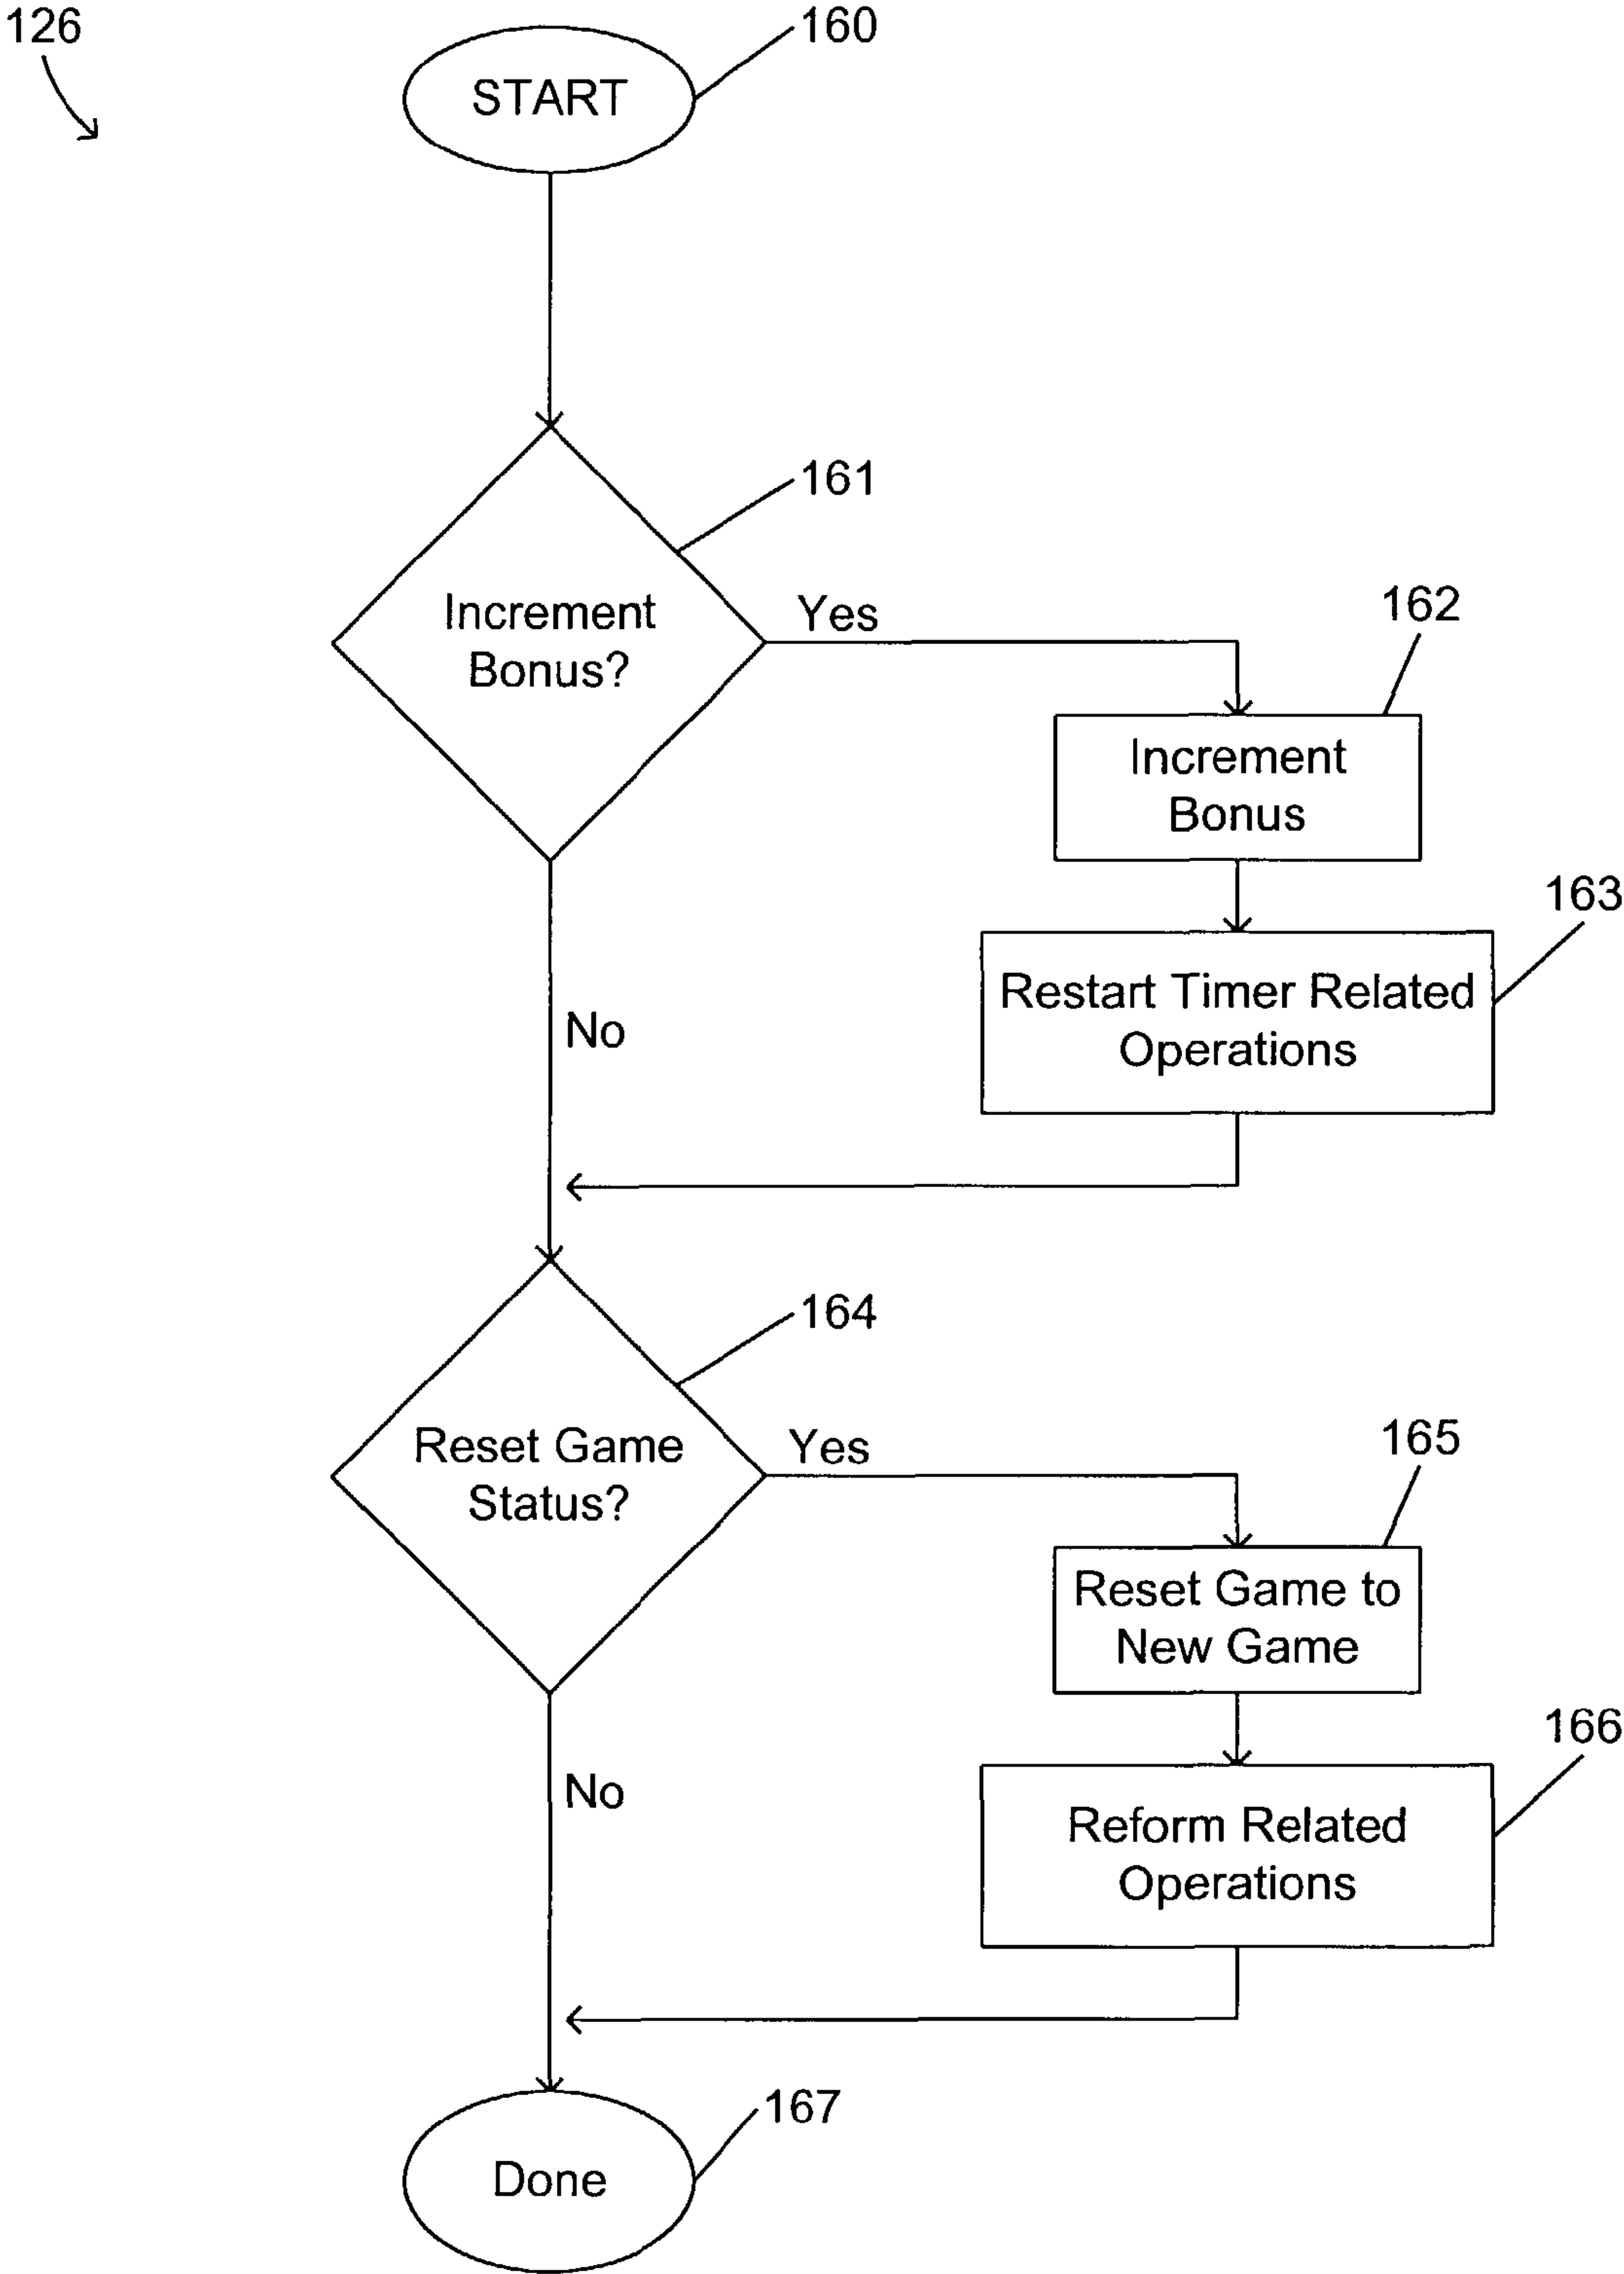 126
160
START
161
Increment
Bonus?
Yes
162
Increment
Bonus
163
Restart Timer Related
Operations
No
164
Reset Game
Status?
Yes
165
Reset Game to
New Game
166
Reform Related
Operations
No
167
Done